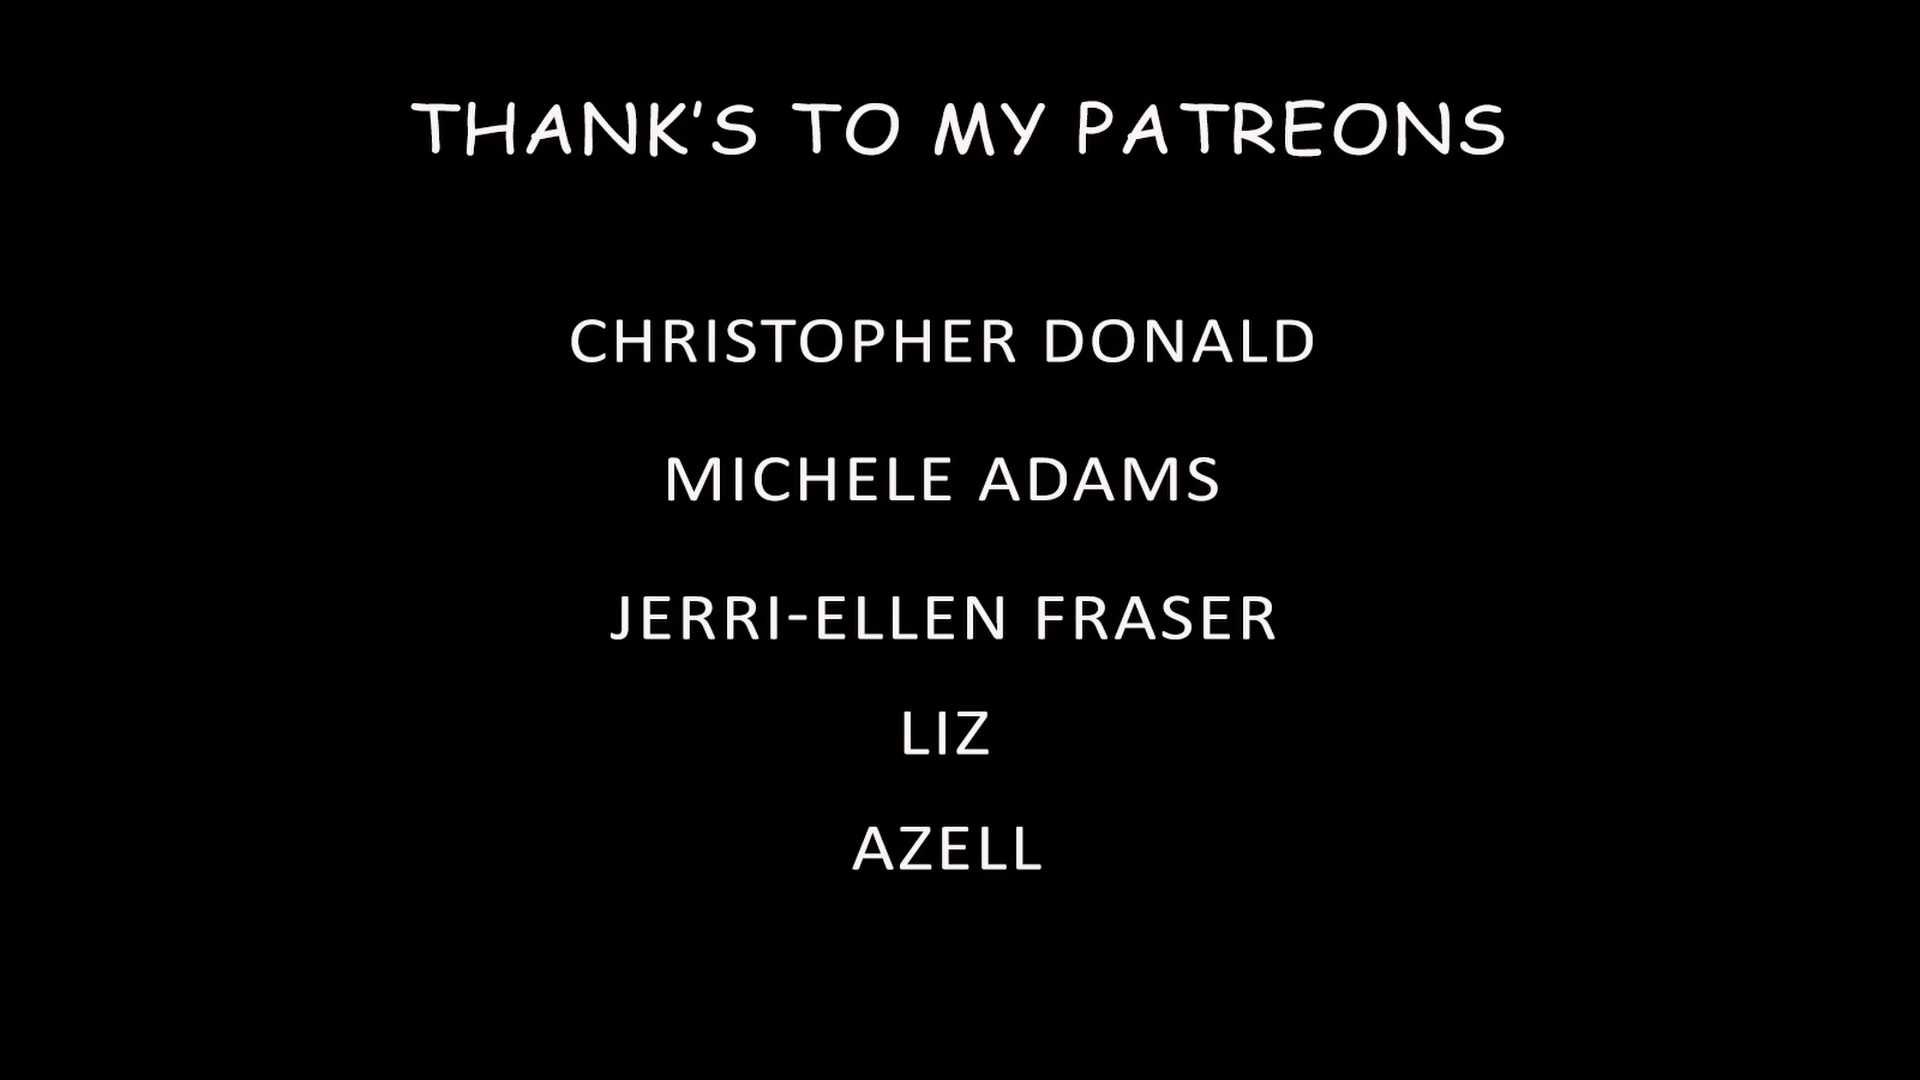 THANK'S TO MY PATREONS
CHRISTOPHER DONALD
MICHELE ADAMS
JERRI-ELLEN FRASER
LIZ
AZELL